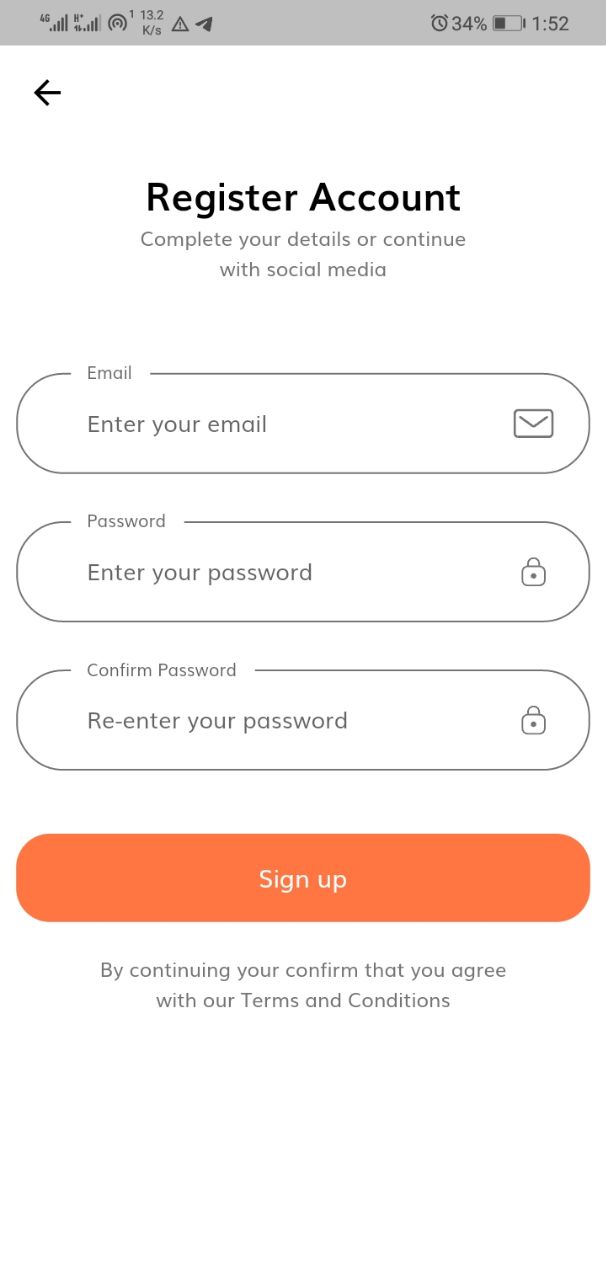 4G H+ 1 13.2 K/s 34% 1:52
Register Account
Complete your details or continue
with social media
Email
Enter your email
Password
Enter your password
Confirm Password
Re-enter your password
Sign up
By continuing your confirm that you agree
with our Terms and Conditions